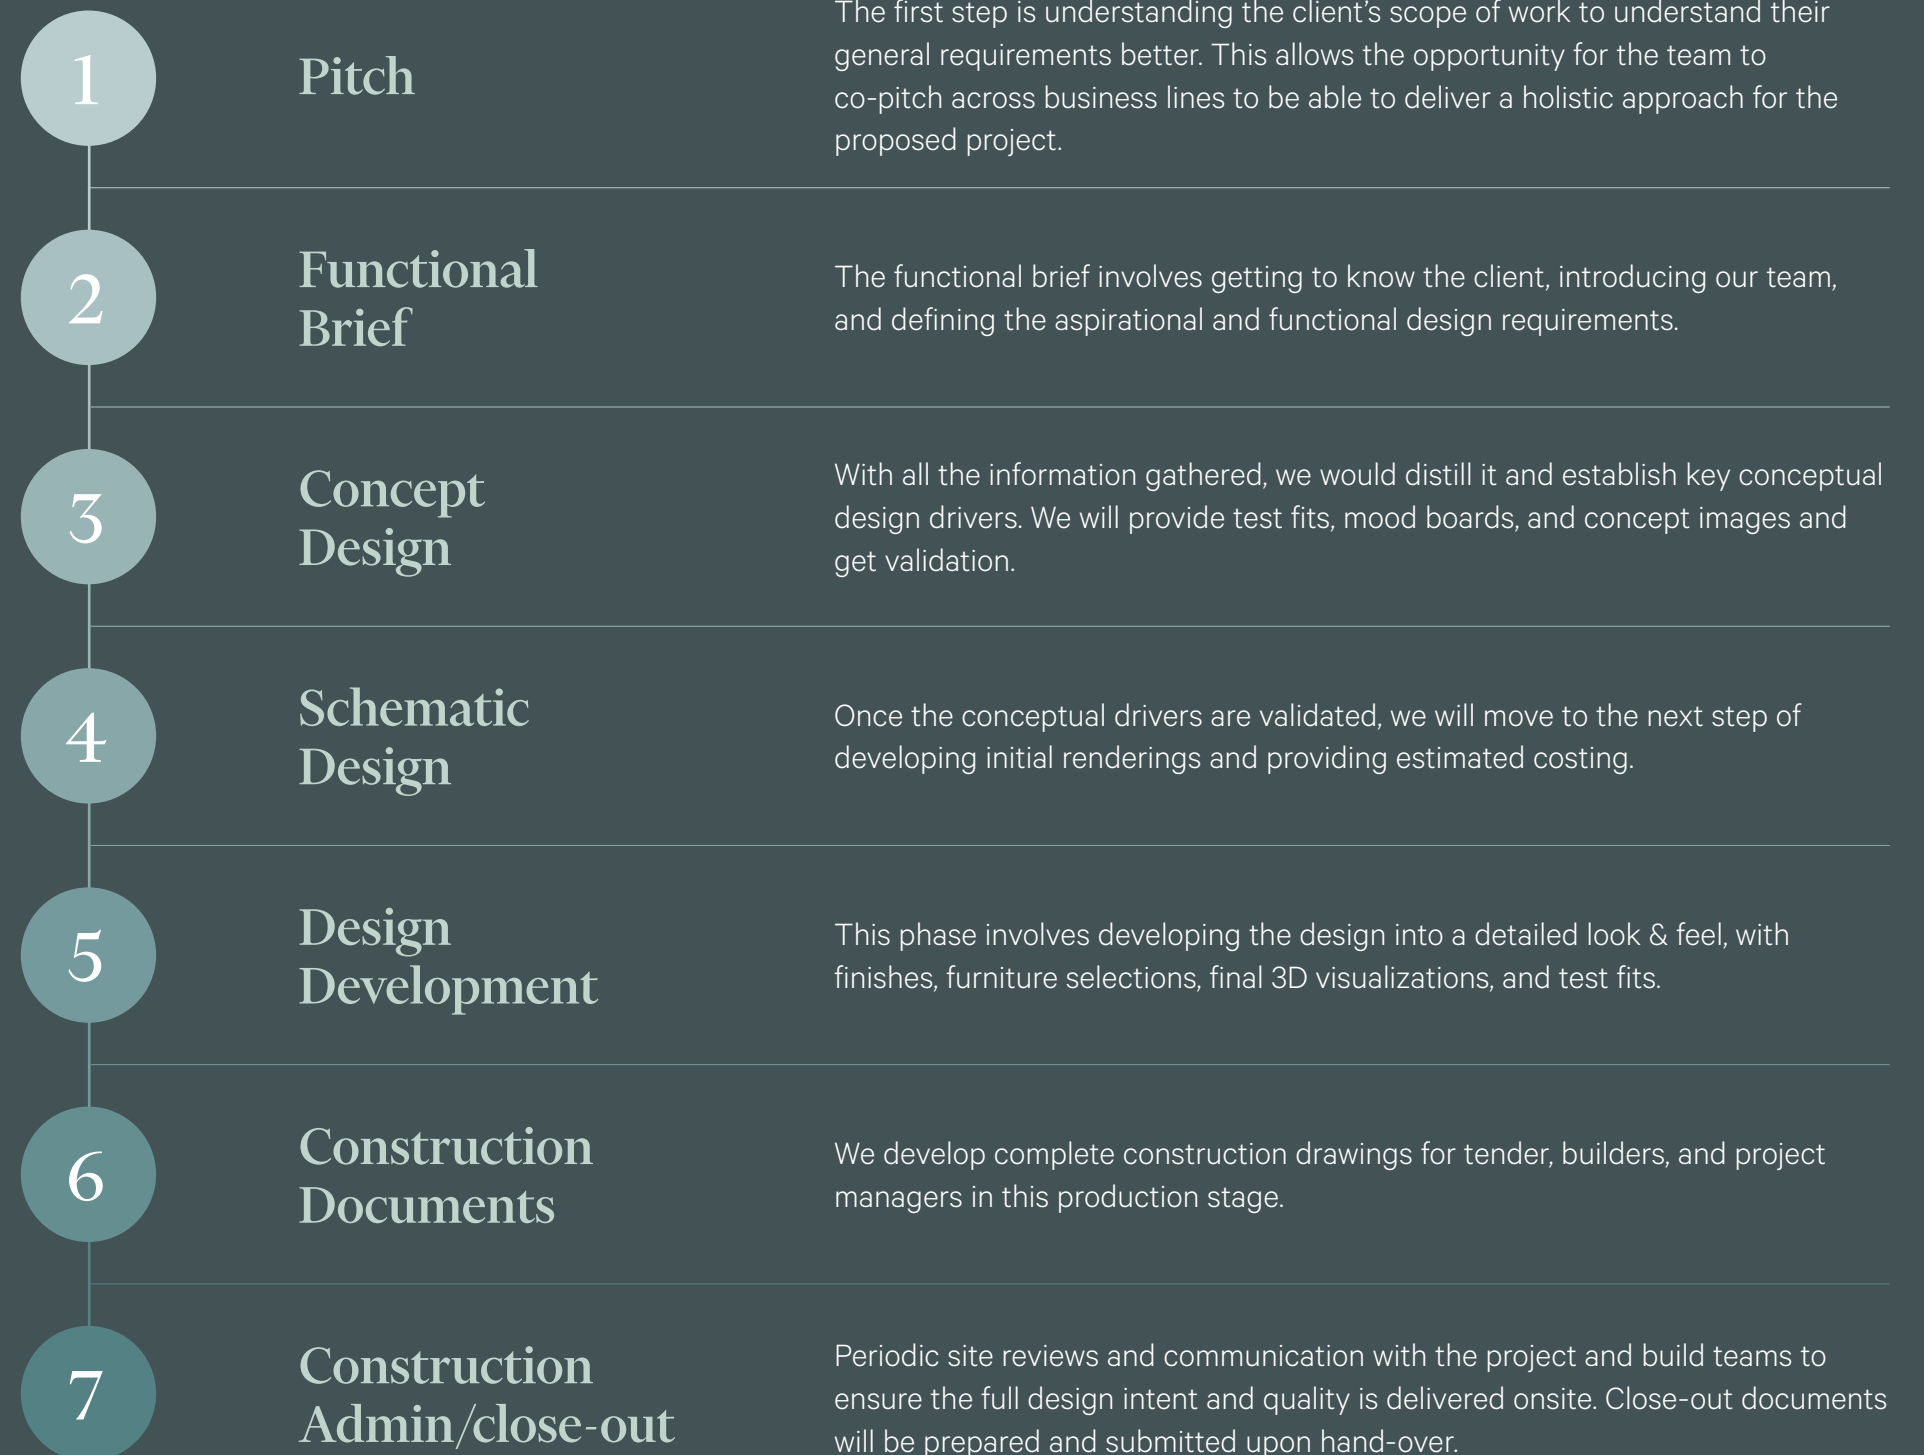 1
Pitch
The first step is understanding the client’s scope of work to understand their
general requirements better. This allows the opportunity for the team to
co-pitch across business lines to be able to deliver a holistic approach for the
proposed project.
2
Functional
Brief
The functional brief involves getting to know the client, introducing our team,
and defining the aspirational and functional design requirements.
3
Concept
Design
With all the information gathered, we would distill it and establish key conceptual
design drivers. We will provide test fits, mood boards, and concept images and
get validation.
4
Schematic
Design
Once the conceptual drivers are validated, we will move to the next step of
developing initial renderings and providing estimated costing.
5
Design
Development
This phase involves developing the design into a detailed look & feel, with
finishes, furniture selections, final 3D visualizations, and test fits.
6
Construction
Documents
We develop complete construction drawings for tender, builders, and project
managers in this production stage.
7
Construction
Admin/close-out
Periodic site reviews and communication with the project and build teams to
ensure the full design intent and quality is delivered onsite. Close-out documents
will be prepared and submitted upon hand-over.